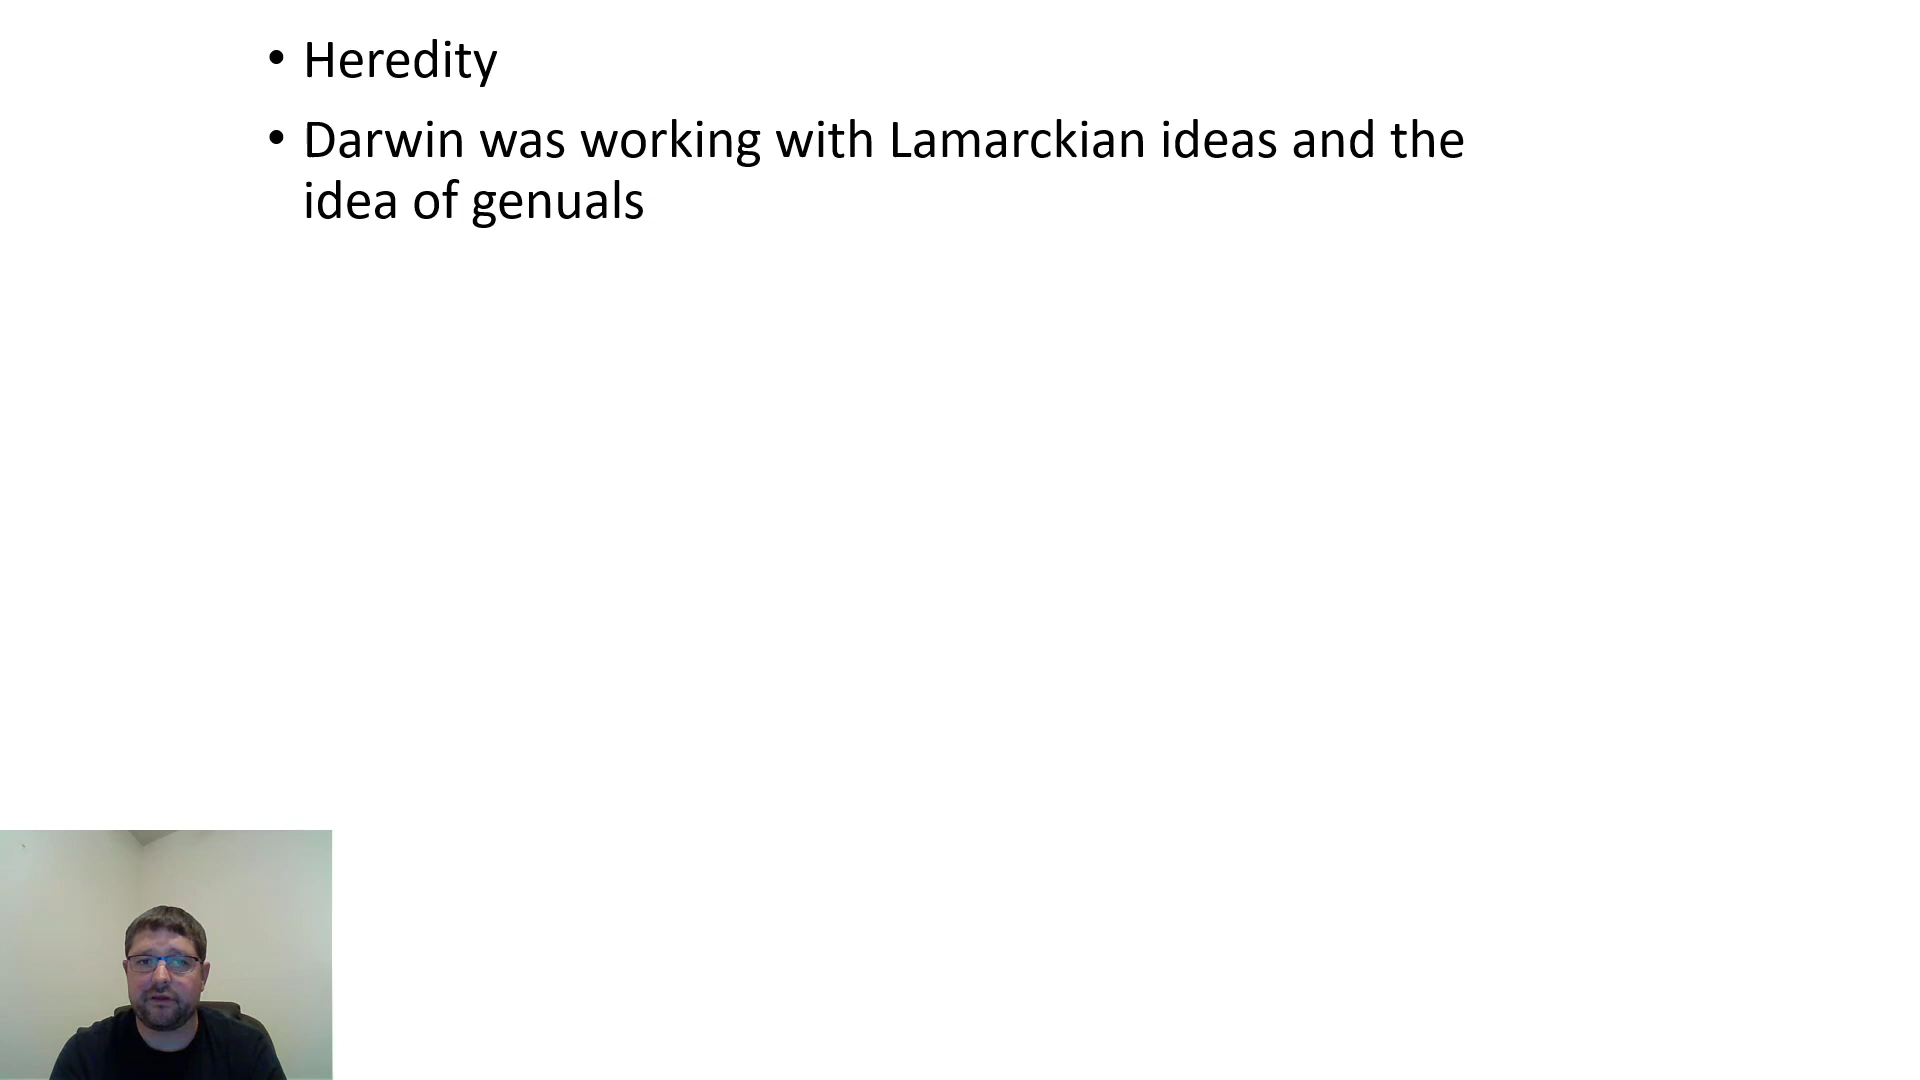 • Heredity
• Darwin was working with Lamarckian ideas and the
idea of genuals